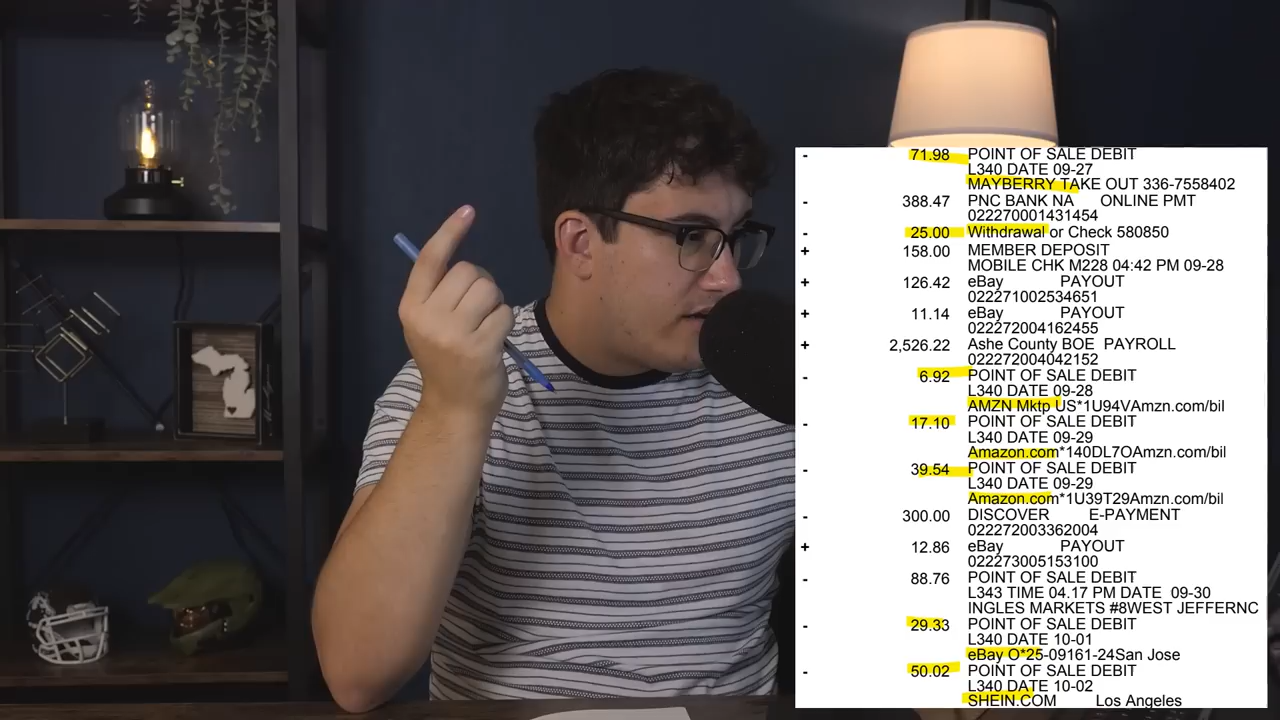 - 71.98 POINT OF SALE DEBIT
L340 DATE 09-27
MAYBERRY TAKE OUT 336-7558402
- 388.47 PNC BANK NA ONLINE PMT
022270001431454
- 25.00 Withdrawal or Check 580850
+ 158.00 MEMBER DEPOSIT
MOBILE CHK M228 04:42 PM 09-28
+ 126.42 eBay PAYOUT
022271002534651
+ 11.14 eBay PAYOUT
022272004162455
+ 2,526.22 Ashe County BOE PAYROLL
022272004042152
- 6.92 POINT OF SALE DEBIT
L340 DATE 09-28
AMZN Mktp US*1U94VAmzn.com/bil
- 17.10 POINT OF SALE DEBIT
L340 DATE 09-29
Amazon.com*140DL7OAmzn.com/bil
- 39.54 POINT OF SALE DEBIT
L340 DATE 09-29
Amazon.com*1U39T29Amzn.com/bil
- 300.00 DISCOVER E-PAYMENT
022272003362004
+ 12.86 eBay PAYOUT
022273005153100
- 88.76 POINT OF SALE DEBIT
L343 TIME 04.17 PM DATE 09-30
INGLES MARKETS #8WEST JEFFERNC
- 29.33 POINT OF SALE DEBIT
L340 DATE 10-01
eBay O*25-09161-24San Jose
- 50.02 POINT OF SALE DEBIT
L340 DATE 10-02
SHEIN.COM Los Angeles